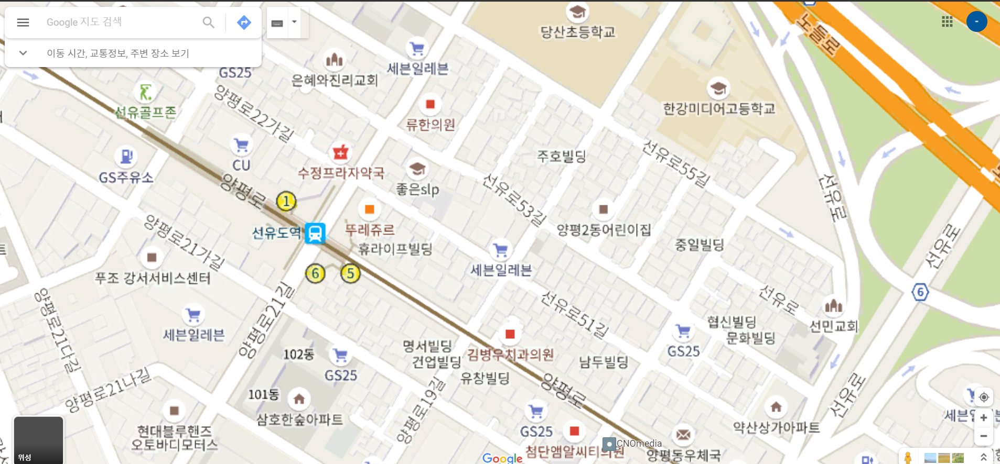 Google 지도 검색
이동 시간, 교통정보, 주변 장소 보기
-
당산초등학교
노들로
GS25
세븐일레븐
은혜와진리교회
양평로22가길
한강미디어고등학교
선유골프존
류한의원
CU
주호빌딩
선유로55길
GS주유소
수정프라자약국
양평로
좋은slp
선유로53길
선유로
1
선유도역
뚜레쥬르
양평2동어린이집
양평로21가길
휴라이프빌딩
중일빌딩
선유로
푸조 강서서비스센터
6
5
세븐일레븐
6
양평로21다길
양평로21길
선유로51길
선유로
세븐일레븐
협신빌딩
선민교회
문화빌딩
102동
명서빌딩
김병우치과의원
GS25
건업빌딩
남두빌딩
GS25
유창빌딩
양평로21나길
양평로19길
양평로
선유로
101동
삼호한숲아파트
현대블루핸즈
오토바디모터스
GS25
약산상가아파트
CNOmedia
첨단앰알씨티의원
양평동우체국
위성
Google